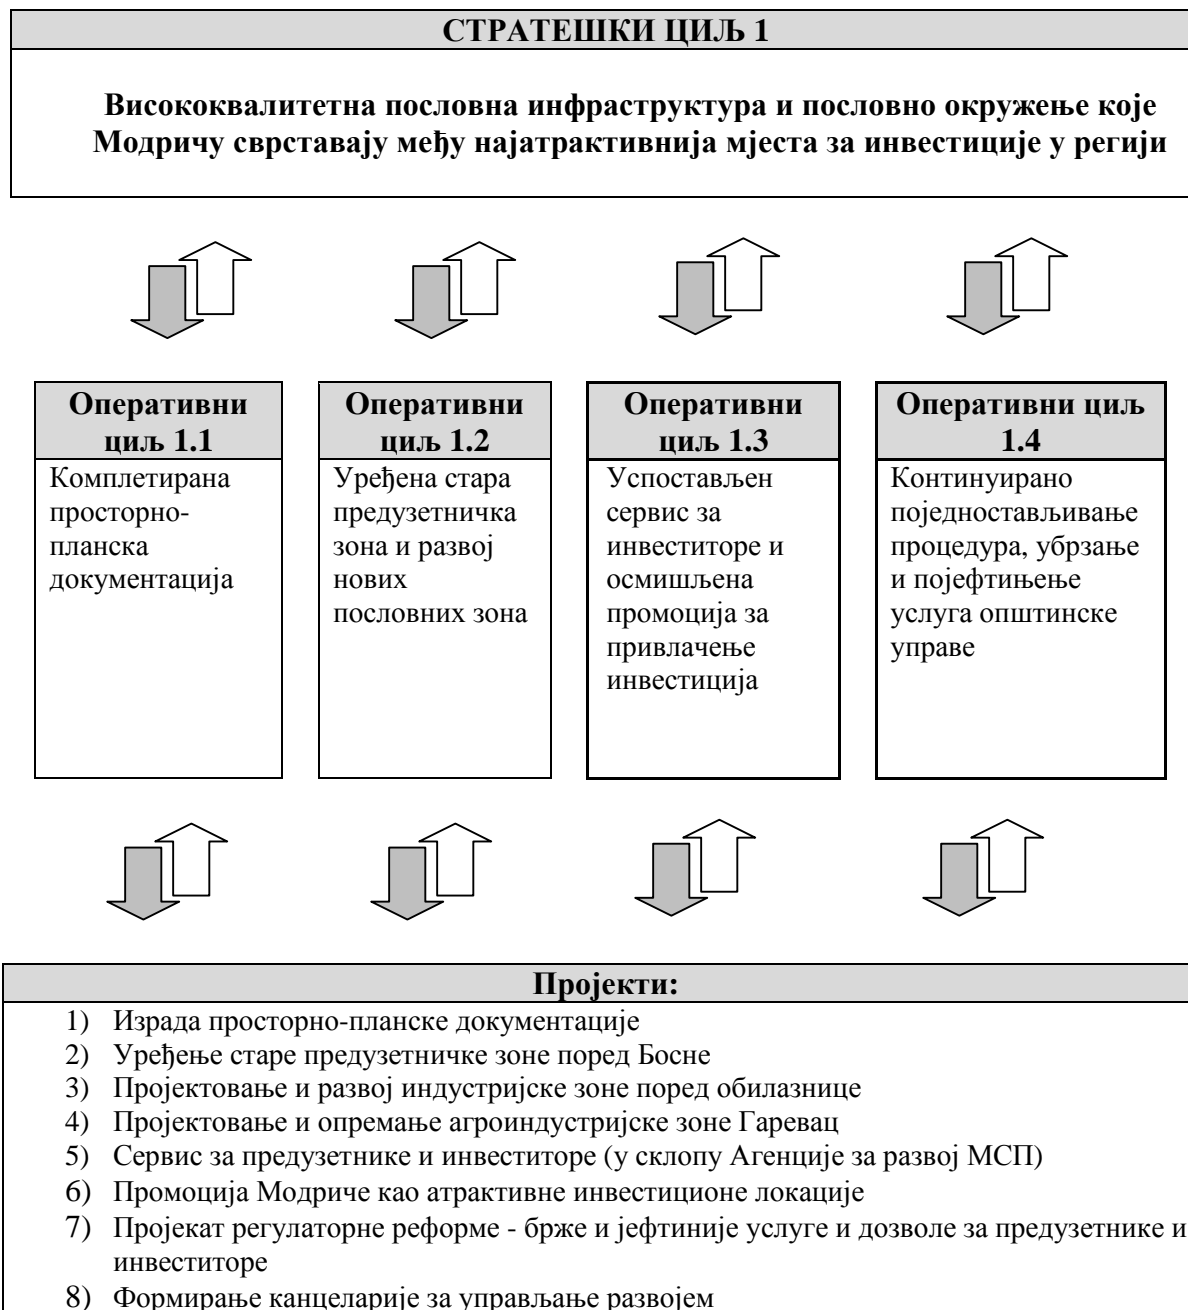 СТРАТЕШКИ ЦИЉ 1
Висококвалитетна пословна инфраструктура и пословно окружење које
Модричу сврставају међу најатрактивнија мјеста за инвестиције у регији
Оперативни
циљ 1.1
Комплетирана
просторно-
планска
документација
Оперативни
циљ 1.2
Уређена стара
предузетничка
зона и развој
нових
пословних зона
Оперативни
циљ 1.3
Успостављен
сервис за
инвеститоре и
осмишљена
промоција за
привлачење
инвестиција
Оперативни циљ
1.4
Континуирано
поједностављивање
процедура, убрзање
и појефтињење
услуга општинске
управе
Пројекти:
1) Израда просторно-планске документације
2) Уређење старе предузетничке зоне поред Босне
3) Пројектовање и развој индустријске зоне поред обилазнице
4) Пројектовање и опремање агроиндустријске зоне Гаревац
5) Сервис за предузетнике и инвеститоре (у склопу Агенције за развој МСП)
6) Промоција Модриче као атрактивне инвестиционе локације
7) Пројекат регулаторне реформе - брже и јефтиније услуге и дозволе за предузетнике и
инвеститоре
8) Формирање канцеларије за управљање развојем